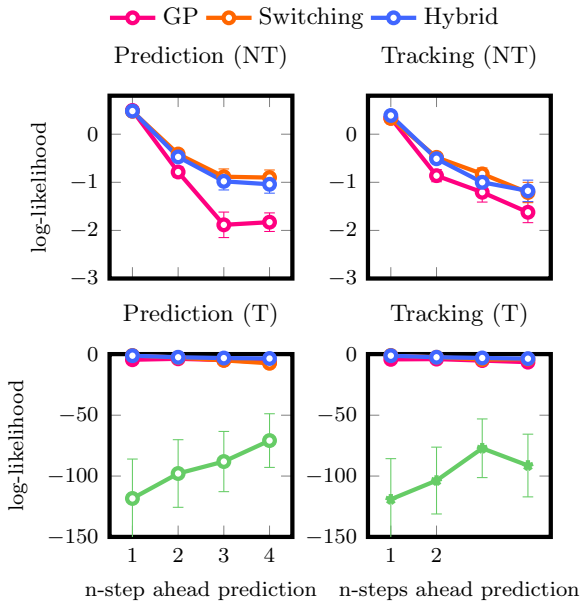 GP Switching Hybrid
Prediction (NT) Tracking (NT)
log-likelihood
0
−1
−2
−3
0
−1
−2
−3
Prediction (T) Tracking (T)
log-likelihood
0
−50
−100
−150
1 2 3 4
0
−50
−100
−150
1 2
n-step ahead prediction n-steps ahead prediction